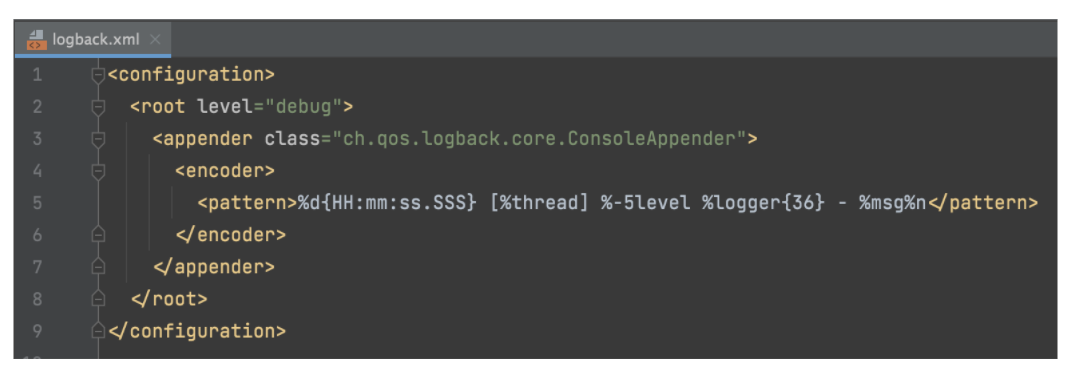 logback.xml
1 <configuration>
2 <root level="debug">
3 <appender class="ch.qos.logback.core.ConsoleAppender">
4 <encoder>
5 <pattern>%d{HH:mm:ss.SSS} [%thread] %-5level %logger{36} - %msg%n</pattern>
6 </encoder>
7 </appender>
8 </root>
9 </configuration>